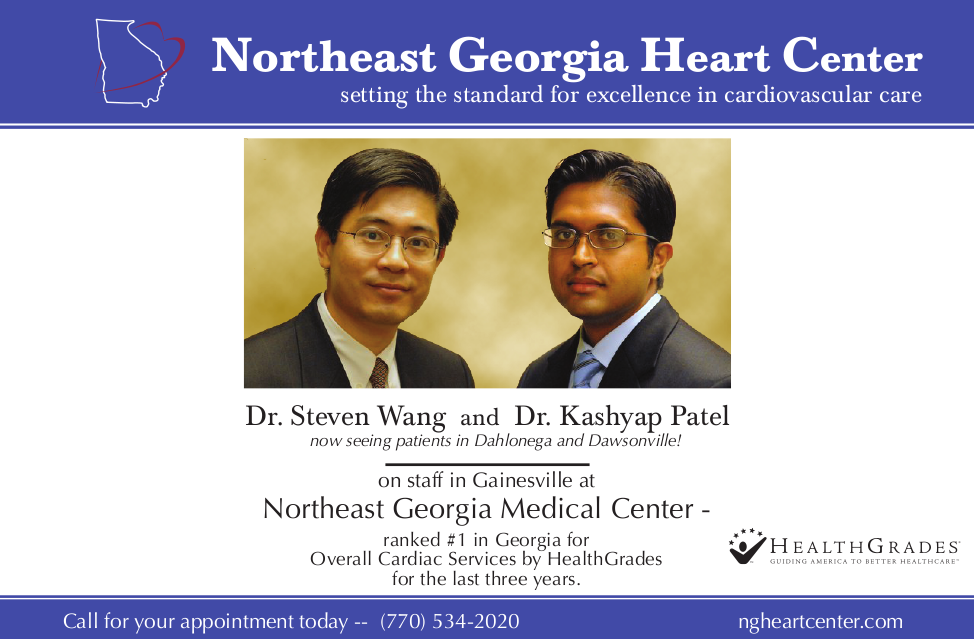 Northeast Georgia Heart Center
setting the standard for excellence in cardiovascular care
Dr. Steven Wang and Dr. Kashyap Patel
now seeing patients in Dahlonega and Dawsonville!
on staff in Gainesville at
Northeast Georgia Medical Center -
ranked #1 in Georgia for
Overall Cardiac Services by HealthGrades
for the last three years.
HEALTHGRADES
GUIDING AMERICA TO BETTER HEALTHCARE™
Call for your appointment today -- (770) 534-2020
ngheartcenter.com